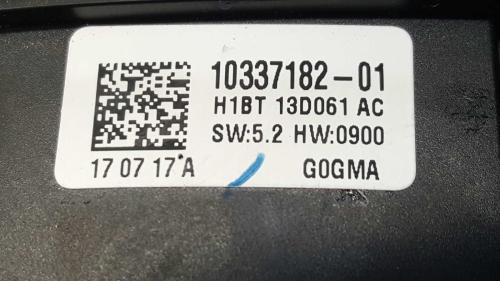 10337182-01
H1BT 13D061 AC
SW:5.2 HW:0900
17 07 17*A G0GMA